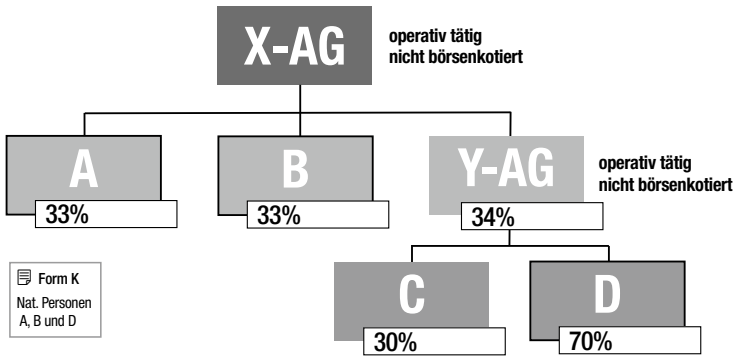 X-AG
operativ tätig
nicht börsenkotiert
A
33%
B
33%
Y-AG
34%
operativ tätig
nicht börsenkotiert
Form K
Nat. Personen
A, B und D
C
30%
D
70%